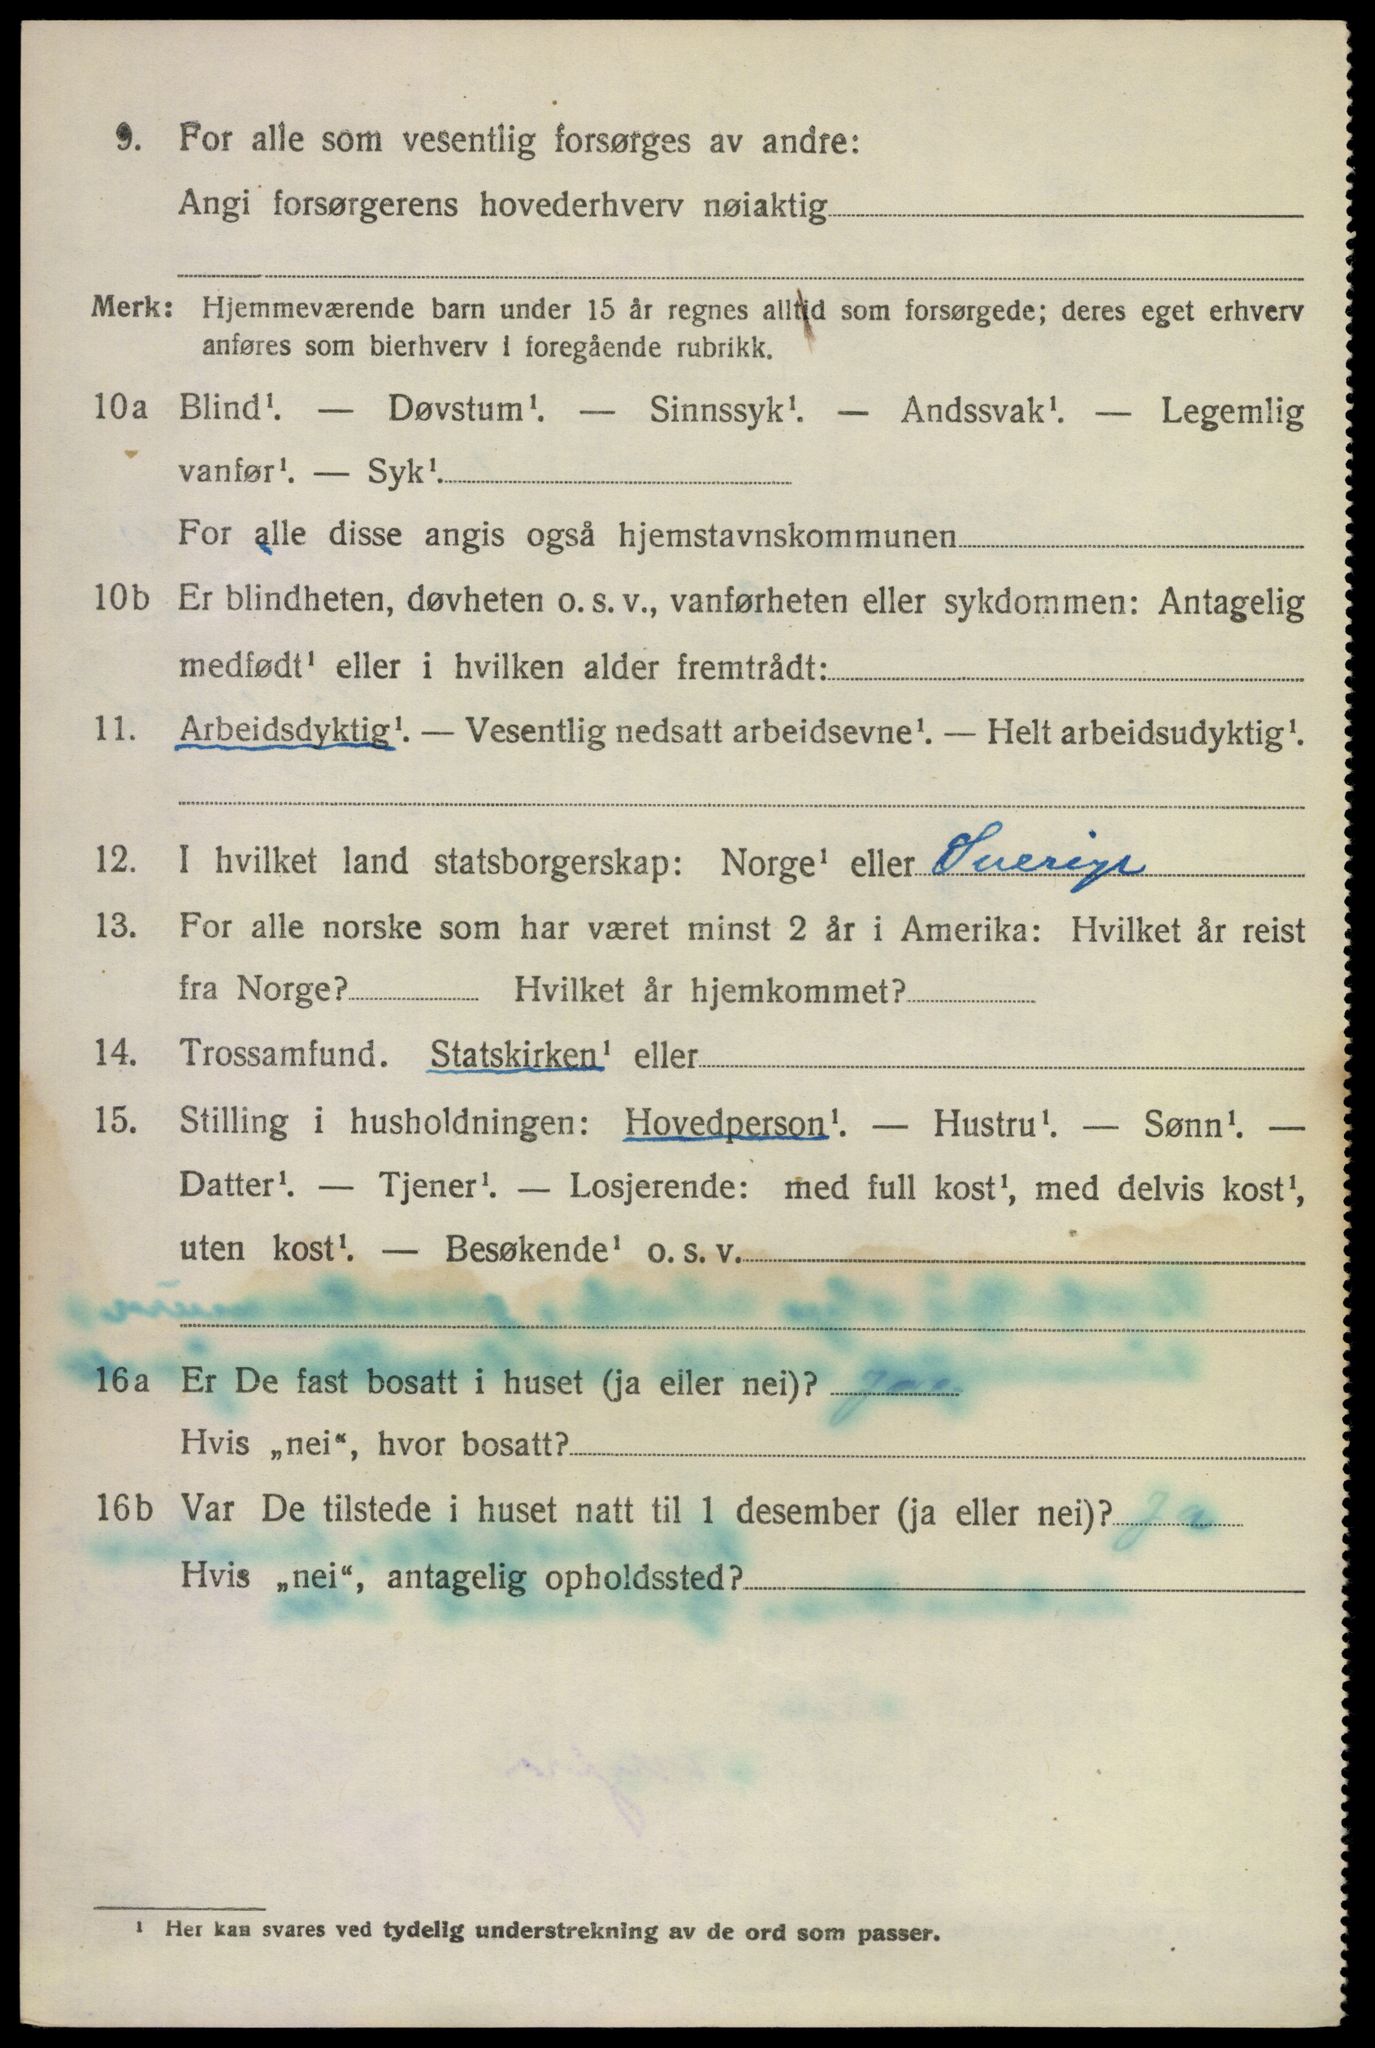 9. For alle som vesentlig forsørges av andre:
Angi forsørgerens hovederhverv nøiaktig
Merk: Hjemmeværende barn under 15 år regnes alltid som forsørgede; deres eget erhverv
anføres som bierhverv i foregående rubrikk.
10a Blind¹. — Døvstum¹. — Sinnssyk¹. — Andssvak¹. — Legemlig
vanfør¹. — Syk¹.
For alle disse angis også hjemstavnskommunen
10b Er blindheten, døvheten o. s. v., vanførheten eller sykdommen: Antagelig
medfødt¹ eller i hvilken alder fremtrådt:
11. Arbeidsdyktig¹. — Vesentlig nedsatt arbeidsevne¹. — Helt arbeidsudyktig¹.
12. I hvilket land statsborgerskap: Norge¹ eller Sverige
13. For alle norske som har været minst 2 år i Amerika: Hvilket år reist
fra Norge? Hvilket år hjemkommet?
14. Trossamfund. Statskirken¹ eller
15. Stilling i husholdningen: Hovedperson¹. — Hustru¹. — Sønn¹. —
Datter¹. — Tjener¹. — Losjerende: med full kost¹, med delvis kost¹,
uten kost¹. — Besøkende¹ o. s. v.
16a Er De fast bosatt i huset (ja eller nei)? ja
Hvis „nei“, hvor bosatt?
16b Var De tilstede i huset natt til 1 desember (ja eller nei)? Ja
Hvis „nei“, antagelig opholdssted?
¹ Her kan svares ved tydelig understrekning av de ord som passer.